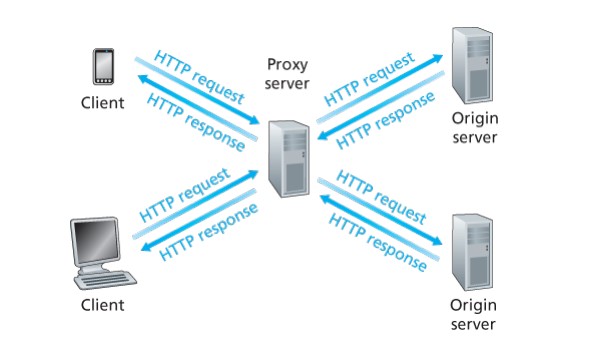 HTTP request
HTTP response
Client
Proxy
server
HTTP request
HTTP response
Origin
server
HTTP request
HTTP response
Client
HTTP request
HTTP response
Origin
server